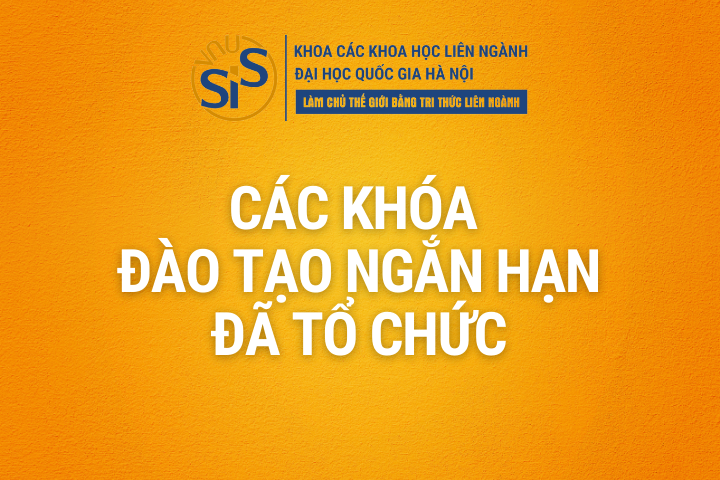 VNU
SiS
KHOA CÁC KHOA HỌC LIÊN NGÀNH
ĐẠI HỌC QUỐC GIA HÀ NỘI
LÀM CHỦ THẾ GIỚI BẰNG TRI THỨC LIÊN NGÀNH
CÁC KHÓA
ĐÀO TẠO NGẮN HẠN
ĐÃ TỔ CHỨC